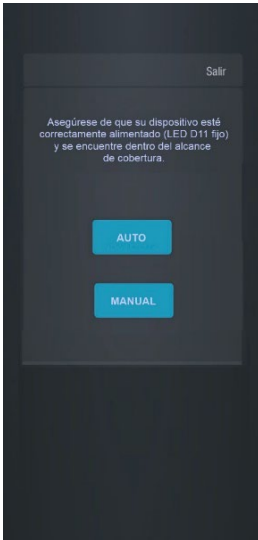 Salir
Asegúrese de que su dispositivo esté
correctamente alimentado (LED D11 fijo)
y se encuentre dentro del alcance
de cobertura.
AUTO
MANUAL